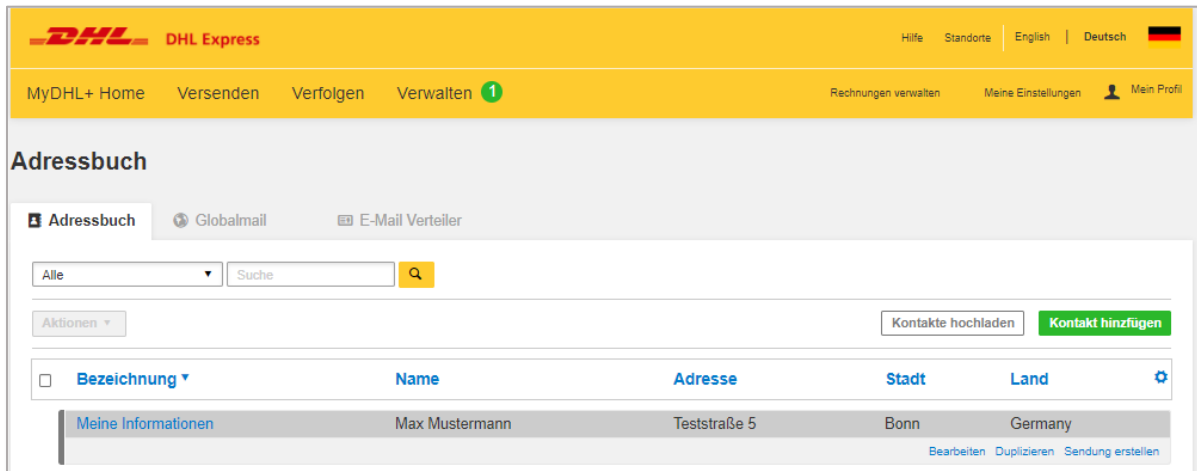 DHL DHL Express Hilfe Standorte English | Deutsch
MyDHL+ Home Versenden Verfolgen Verwalten 1 Rechnungen verwalten Meine Einstellungen Mein Profil
Adressbuch
Adressbuch Globalmail E-Mail Verteiler
Alle Suche
Aktionen Kontakte hochladen Kontakt hinzfügen
Bezeichnung Name Adresse Stadt Land
Meine Informationen Max Mustermann Teststraße 5 Bonn Germany
Bearbeiten Duplizieren Sendung erstellen